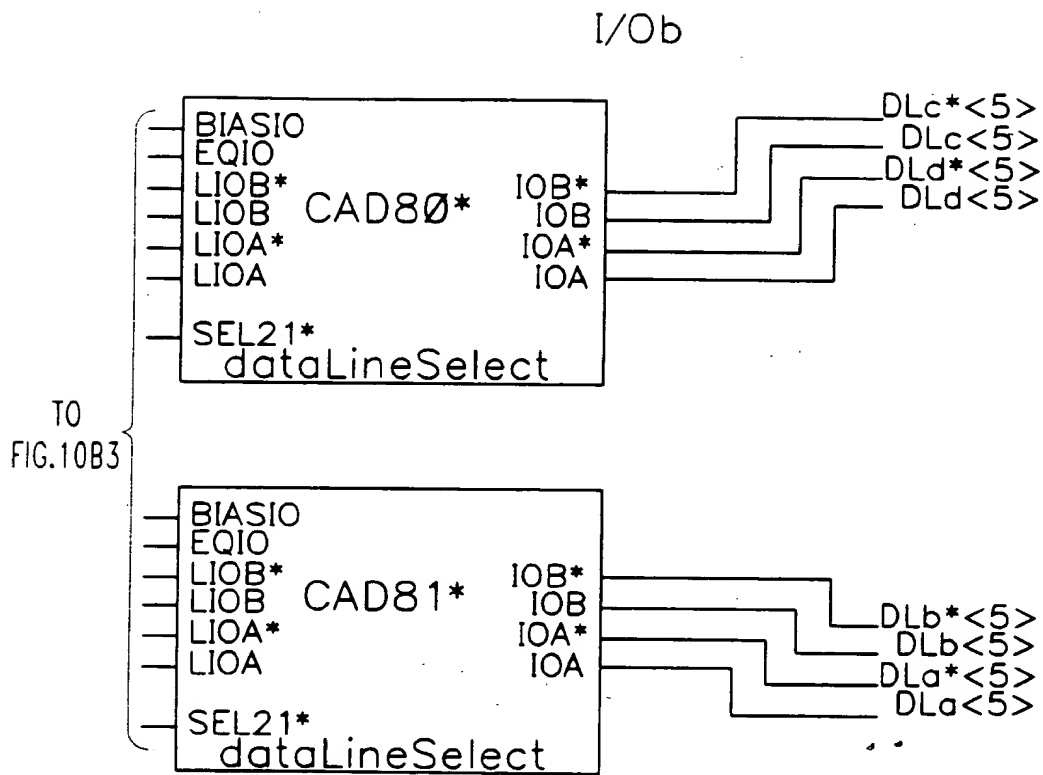 I/Ob
BIASIO
EQIO
LIOB*
LIOB
LIOA*
LIOA
SEL21*
CAD80*
IOB*
IOB
IOA*
IOA
dataLineSelect
DLc*<5>
DLc<5>
DLd*<5>
DLd<5>
TO
FIG.10B3
BIASIO
EQIO
LIOB*
LIOB
LIOA*
LIOA
SEL21*
CAD81*
IOB*
IOB
IOA*
IOA
dataLineSelect
DLb*<5>
DLb<5>
DLa*<5>
DLa<5>